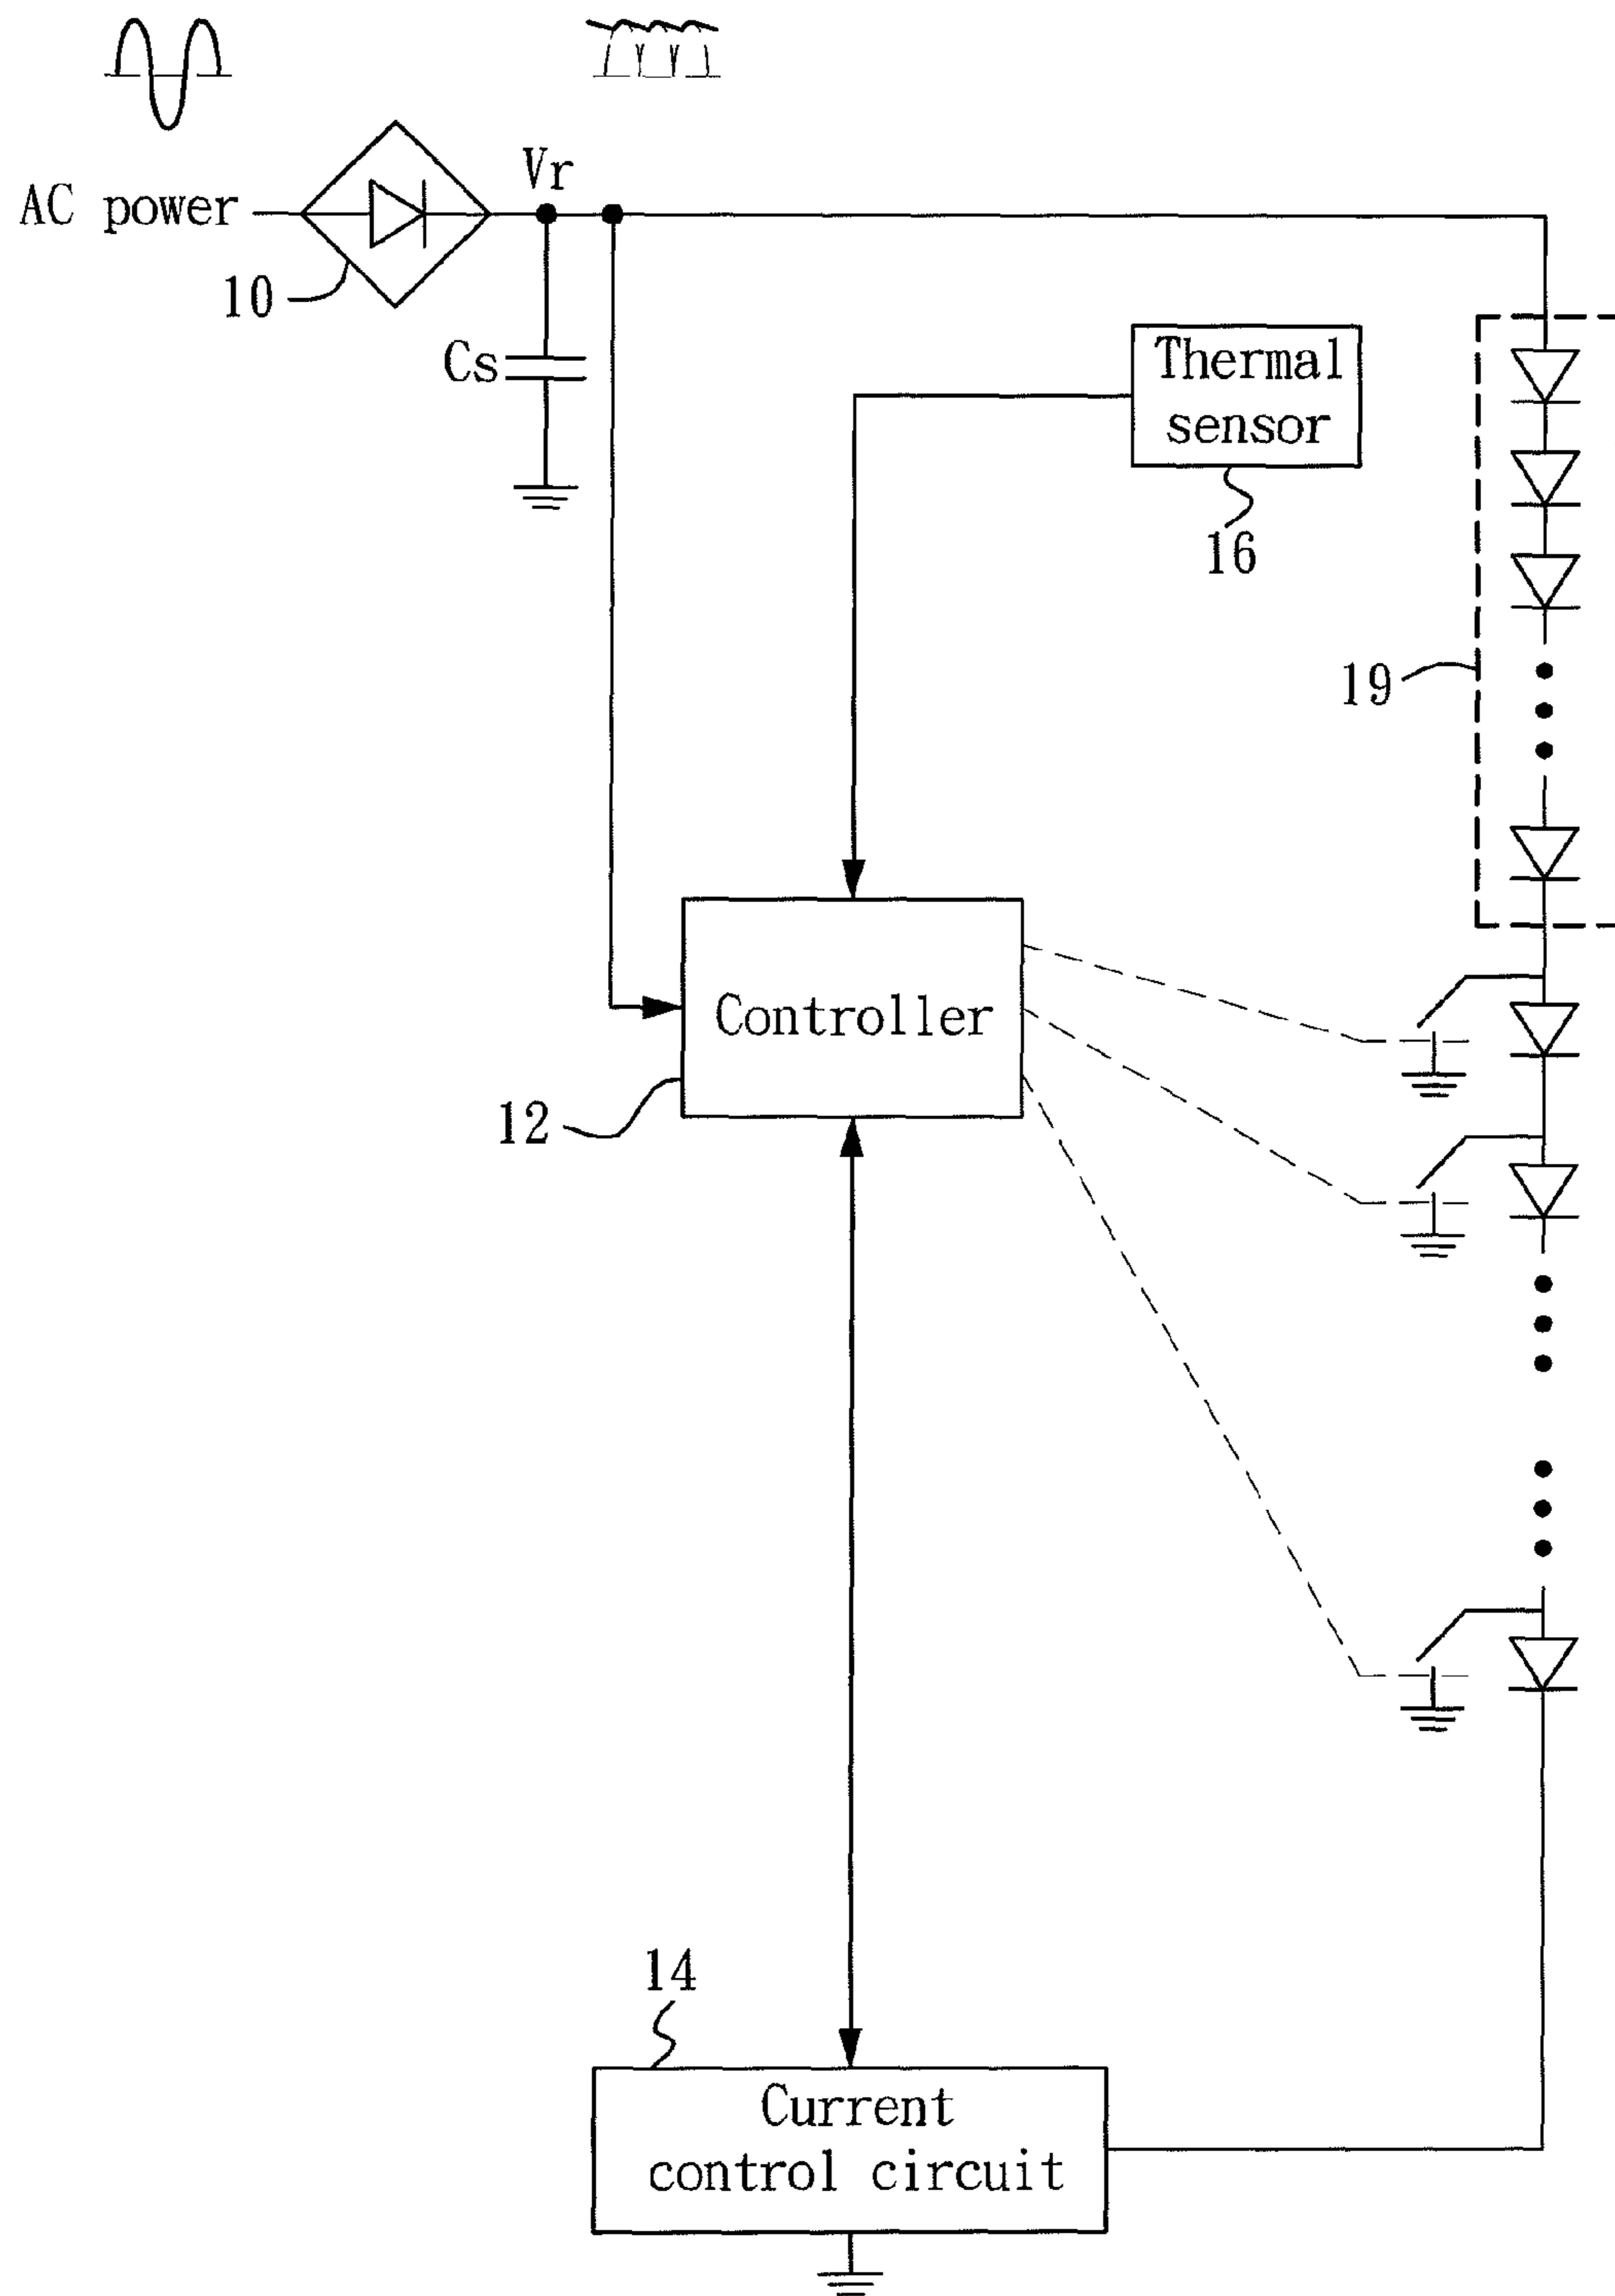 Vr
AC power
10
Cs
Thermal
sensor
16
19
Controller
12
14
Current
control circuit